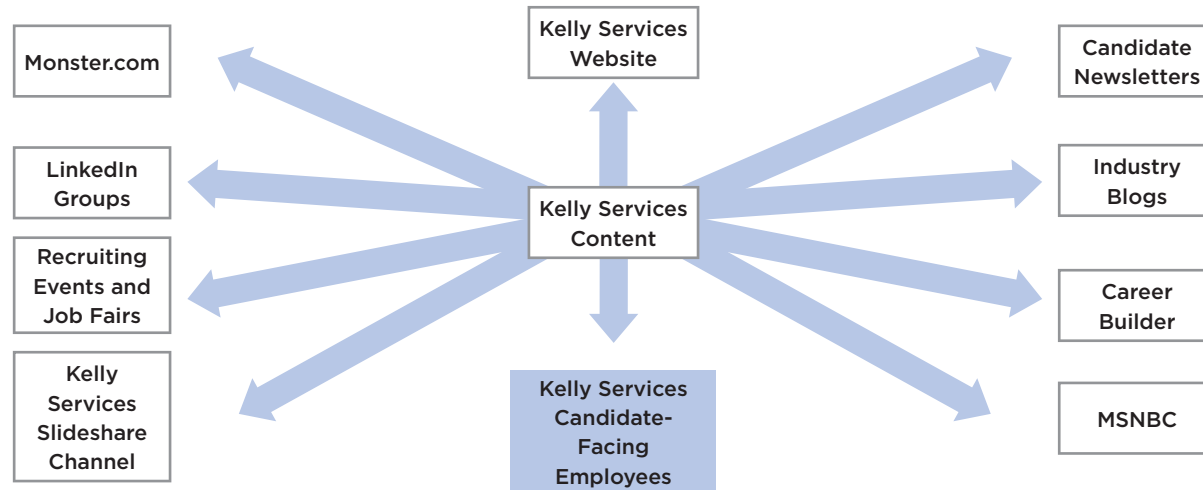 Monster.com
LinkedIn
Groups
Recruiting
Events and
Job Fairs
Kelly
Services
Slideshare
Channel
Kelly Services
Website
Kelly Services
Content
Kelly Services
Candidate-
Facing
Employees
Candidate
Newsletters
Industry
Blogs
Career
Builder
MSNBC